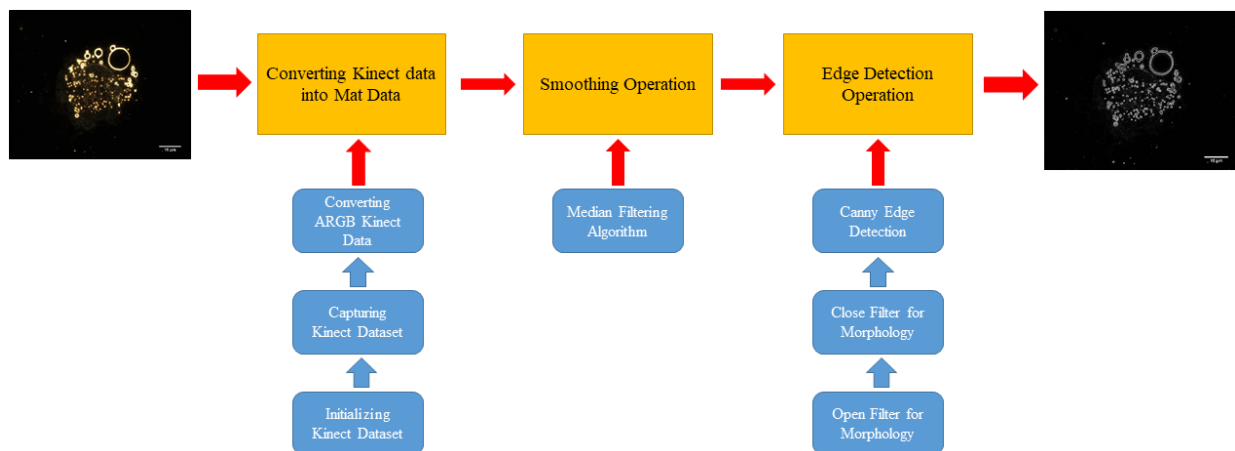 Converting Kinect data
into Mat Data
Smoothing Operation
Edge Detection
Operation
Converting
ARGB Kinect
Data
Median Filtering
Algorithm
Canny Edge
Detection
Capturing
Kinect Dataset
Close Filter for
Morphology
Initializing
Kinect Dataset
Open Filter for
Morphology